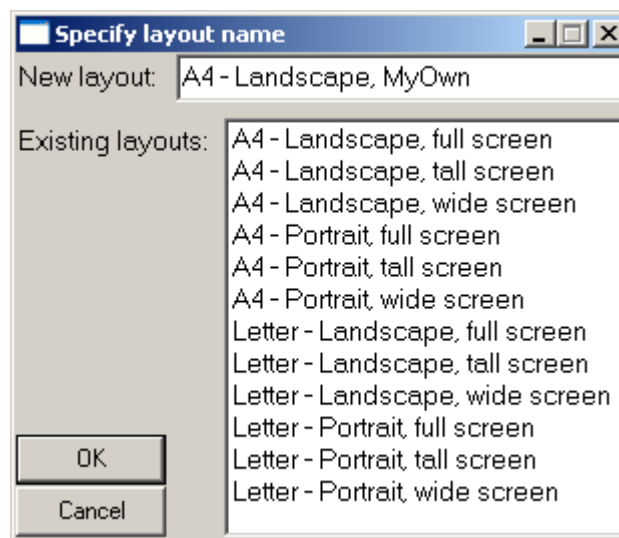 Specify layout name
New layout: A4 - Landscape, MyOwn
Existing layouts:
A4 - Landscape, full screen
A4 - Landscape, tall screen
A4 - Landscape, wide screen
A4 - Portrait, full screen
A4 - Portrait, tall screen
A4 - Portrait, wide screen
Letter - Landscape, full screen
Letter - Landscape, tall screen
Letter - Landscape, wide screen
Letter - Portrait, full screen
Letter - Portrait, tall screen
Letter - Portrait, wide screen
OK
Cancel